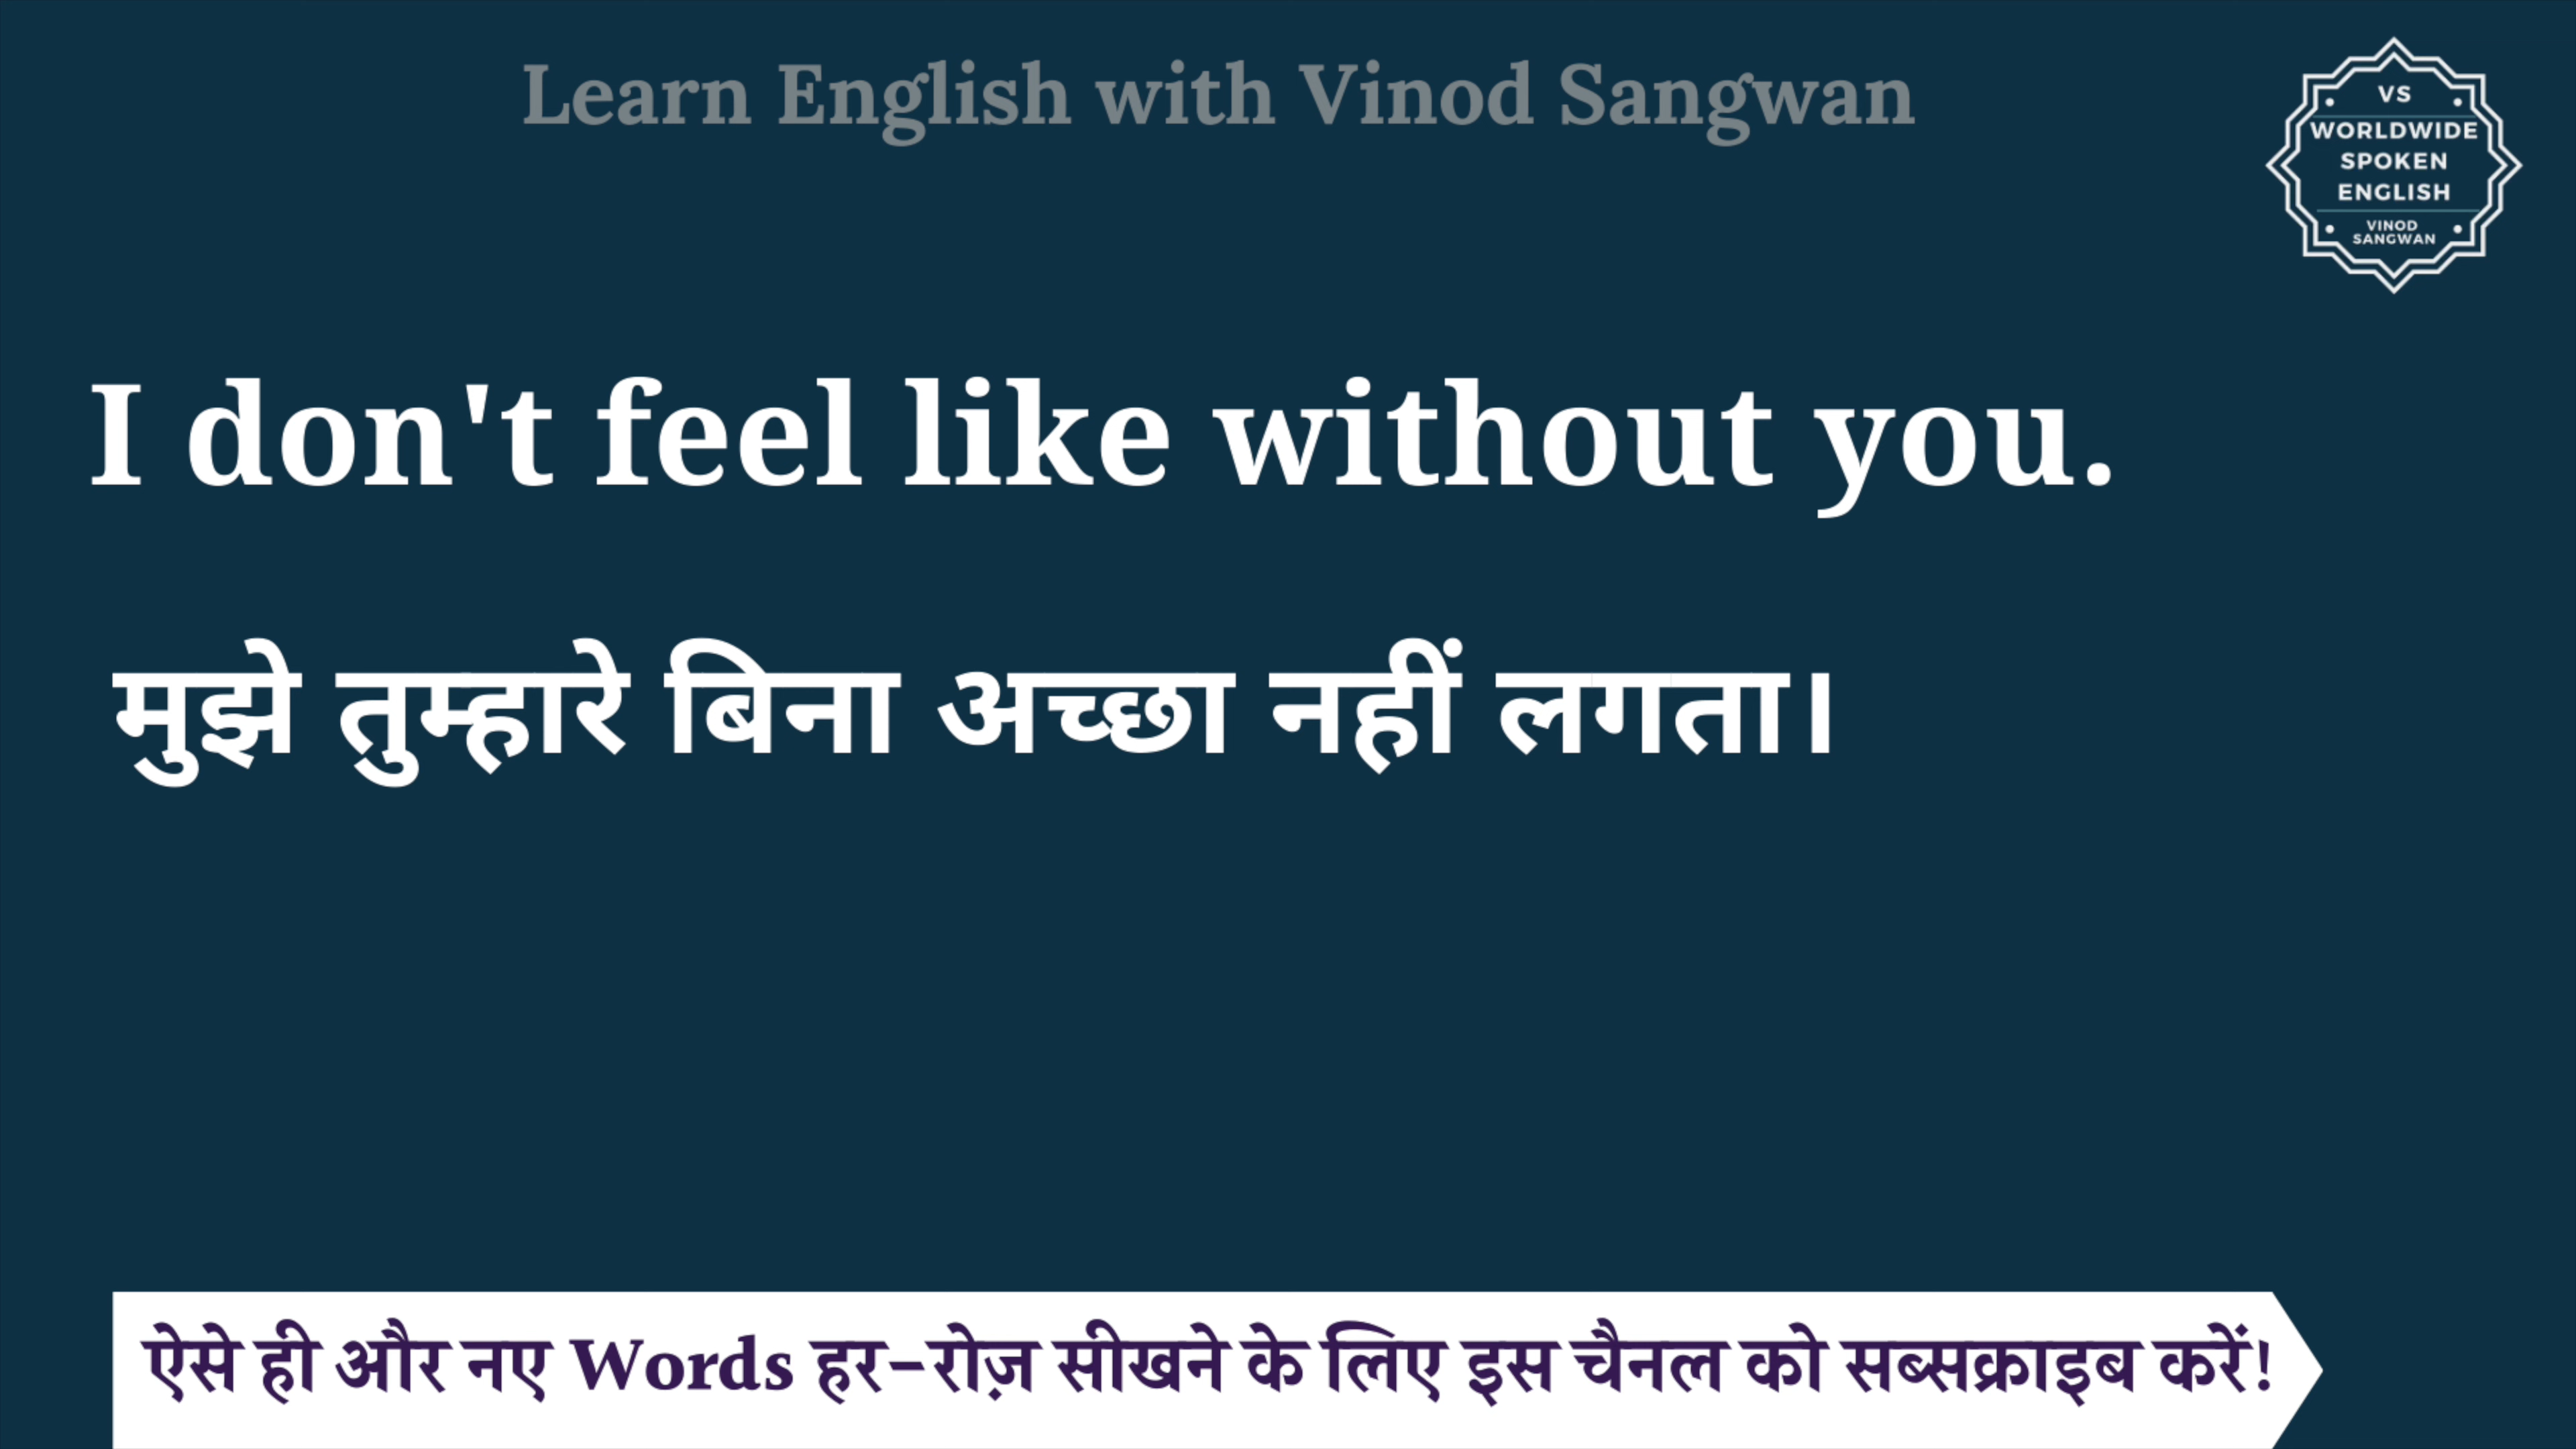 Learn English with Vinod Sangwan
VS
WORLDWIDE
SPOKEN
ENGLISH
VINOD
SANGWAN
I don't feel like without you.
मुझे तुम्हारे बिना अच्छा नहीं लगता।
ऐसे ही और नए Words हर-रोज़ सीखने के लिए इस चैनल को सब्सक्राइब करें!